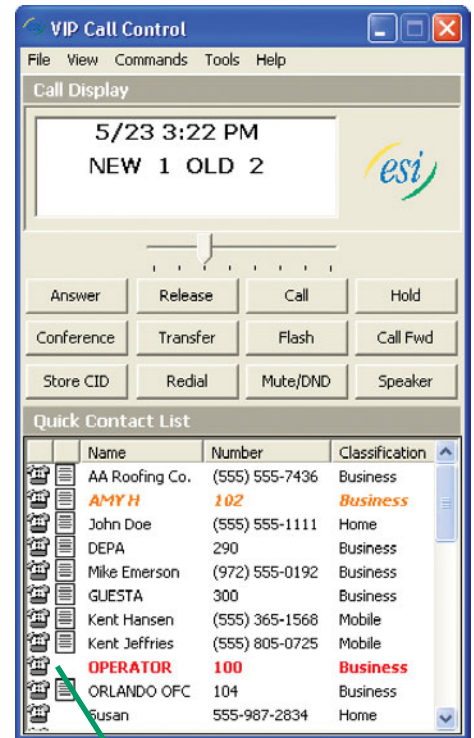 VIP Call Control
File View Commands Tools Help
Call Display
5/23 3:22 PM
NEW 1 OLD 2
esi
Answer Release Call Hold
Conference Transfer Flash Call Fwd
Store CID Redial Mute/DND Speaker
Quick Contact List
Name Number Classification
AA Roofing Co. (555) 555-7436 Business
AMY H 102 Business
John Doe (555) 555-1111 Home
DEPA 290 Business
Mike Emerson (972) 555-0192 Business
GUESTA 300 Business
Kent Hansen (555) 365-1568 Mobile
Kent Jeffries (555) 805-0725 Mobile
OPERATOR 100 Business
ORLANDO OFC 104 Business
Susan 555-987-2834 Home